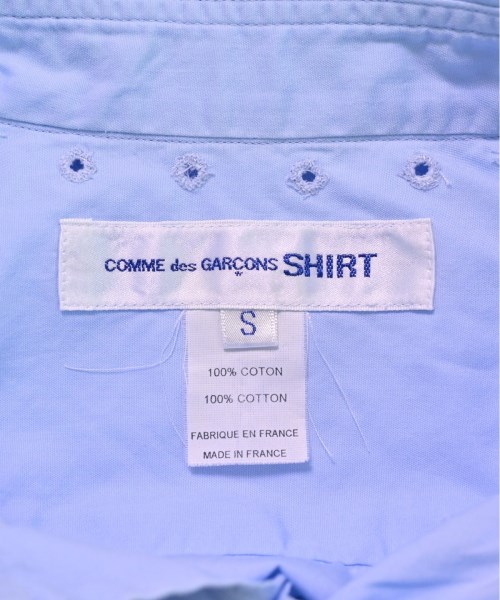 COMME des GARÇONS SHIRT
S
100% COTON
100% COTTON
FABRIQUE EN FRANCE
MADE IN FRANCE